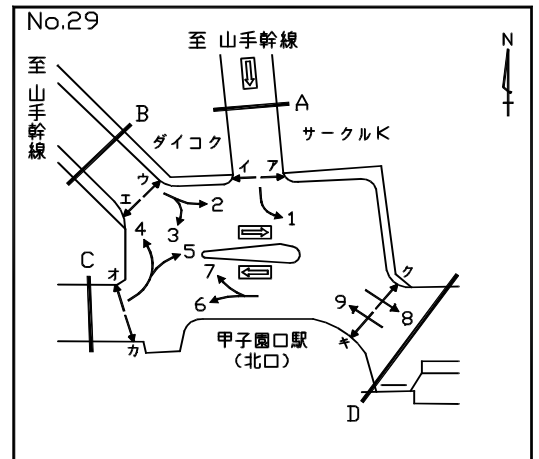 No.29
至 山手幹線
N
至 山手幹線
B
A
ダイコク
サークルK
イ ア
ウ
エ
2
1
3
4
5
C
7
オ
ク
6
9
8
カ
甲子園口駅
(北口)
キ
D